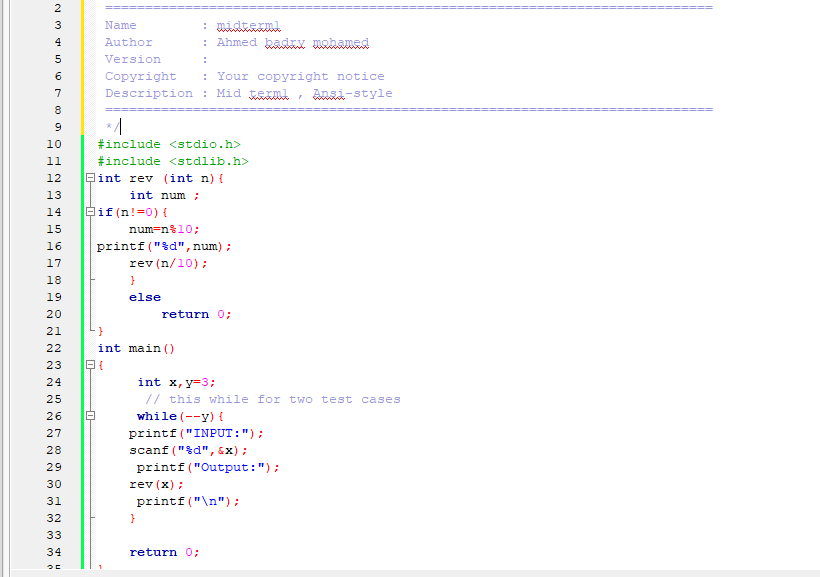 2 ============================================================================
3 Name        : midterm1
4 Author      : Ahmed badry mohamed
5 Version     :
6 Copyright   : Your copyright notice
7 Description : Mid term1 , Ansi-style
8 ============================================================================
9 */
10 #include <stdio.h>
11 #include <stdlib.h>
12 int rev (int n){
13     int num ;
14 if(n!=0){
15     num=n%10;
16 printf("%d",num);
17     rev(n/10);
18     }
19     else
20         return 0;
21 }
22 int main()
23 {
24      int x,y=3;
25       // this while for two test cases
26      while(--y){
27     printf("INPUT:");
28     scanf("%d",&x);
29      printf("Output:");
30     rev(x);
31      printf("\n");
32     }
33
34     return 0;
35 }